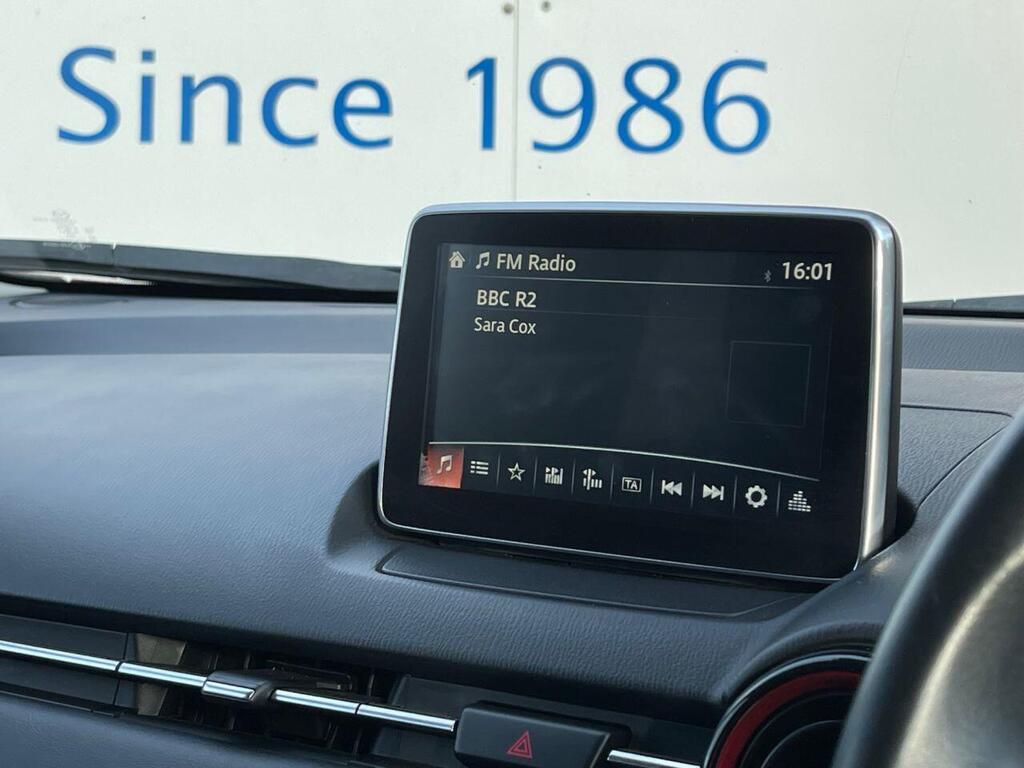 Since 1986
FM Radio
16:01
BBC R2
Sara Cox
TA